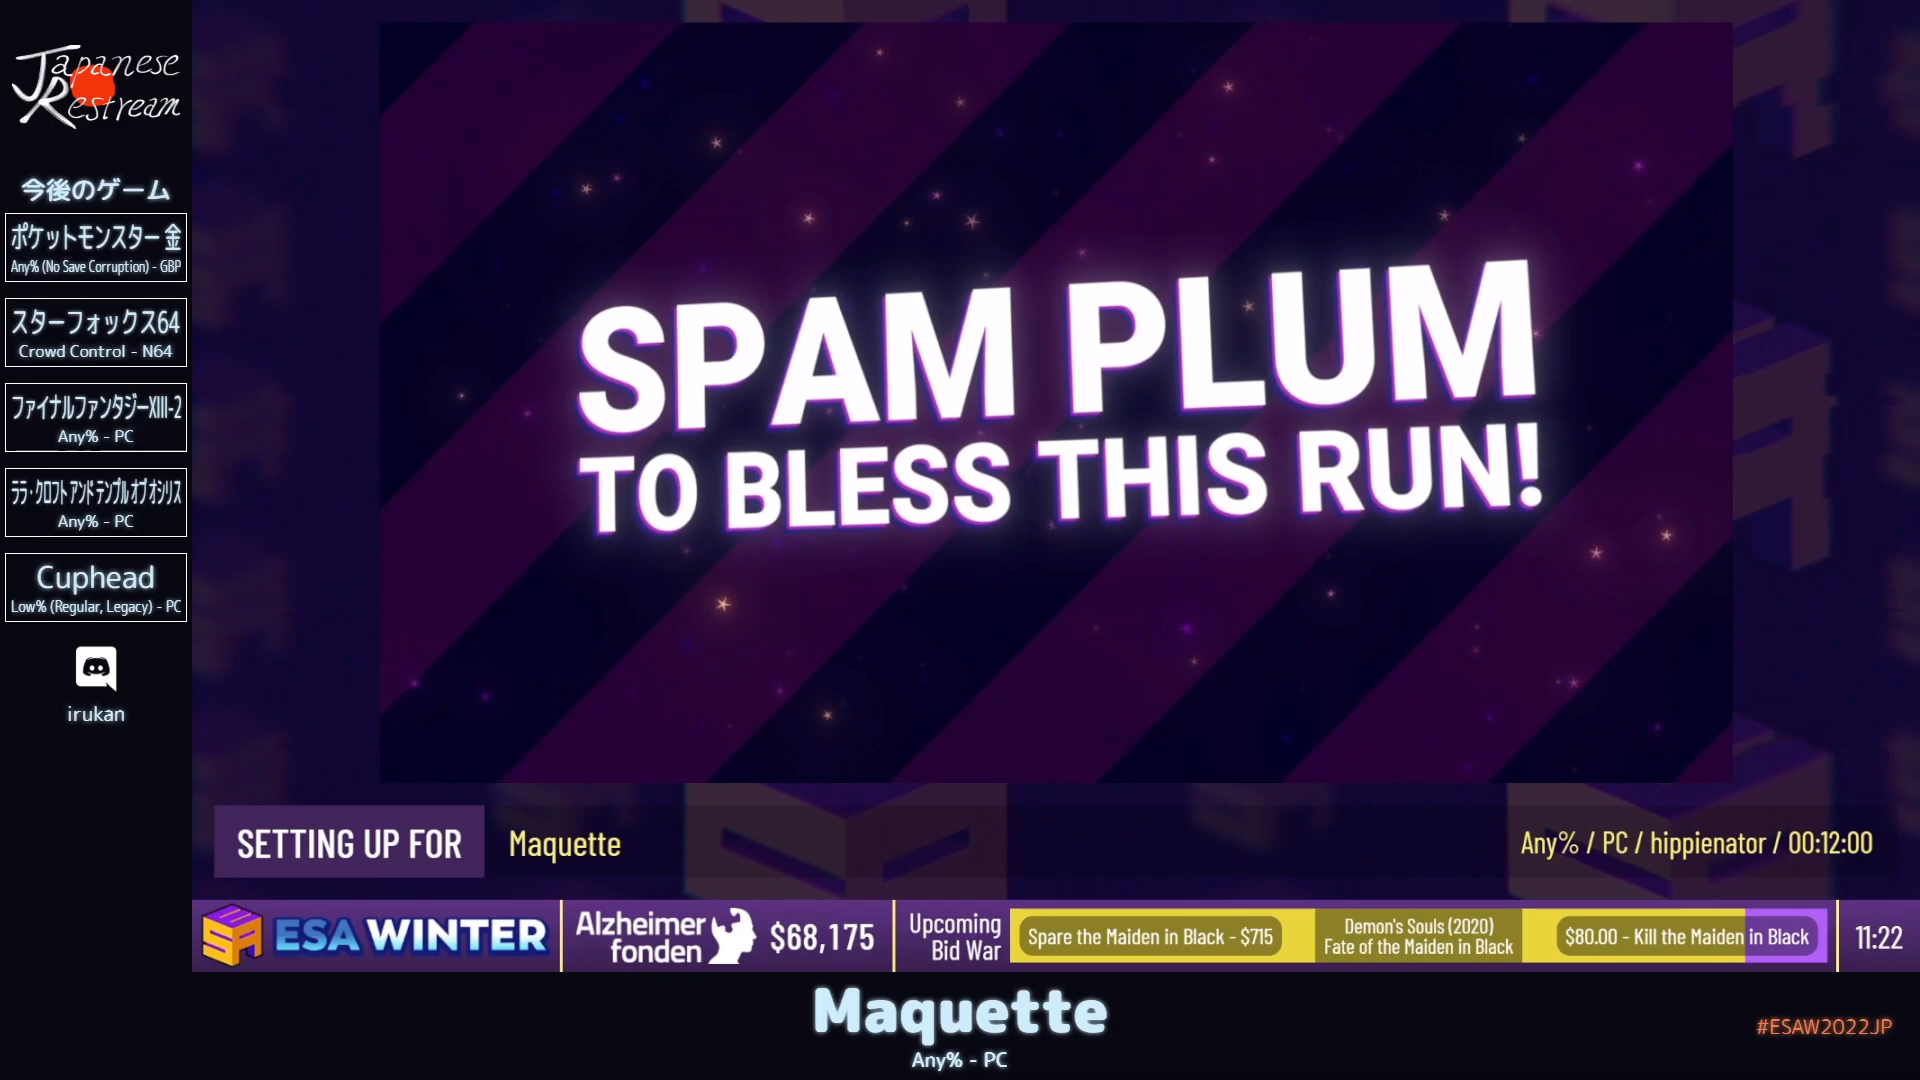 Japanese
Restream
今後のゲーム
ポケットモンスター 金
Any% (No Save Corruption) - GBP
スターフォックス64
Crowd Control - N64
ファイナルファンタジーXIII-2
Any% - PC
ララ・クロフト アンド テンプル オブ オシリス
Any% - PC
Cuphead
Low% (Regular, Legacy) - PC
irukan
SPAM PLUM
TO BLESS THIS RUN!
SETTING UP FOR
Maquette
Any% / PC / hippienator / 00:12:00
ESA WINTER
Alzheimer
fonden
$68,175
Upcoming
Bid War
Spare the Maiden in Black - $715
Demon's Souls (2020)
Fate of the Maiden in Black
$80.00 - Kill the Maiden in Black
11:22
Maquette
Any% - PC
#ESAW2022JP